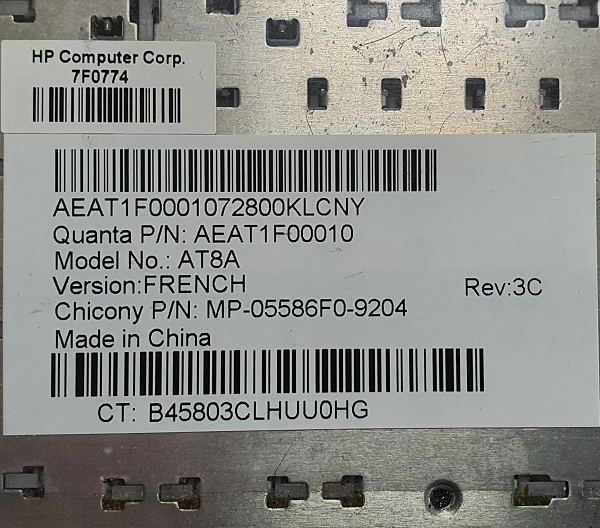 HP Computer Corp.
7F0774
AEAT1F0001072800KLCNY
Quanta P/N: AEAT1F00010
Model No.: AT8A
Version:FRENCH Rev:3C
Chicony P/N: MP-05586F0-9204
Made in China
CT: B45803CLHUU0HG